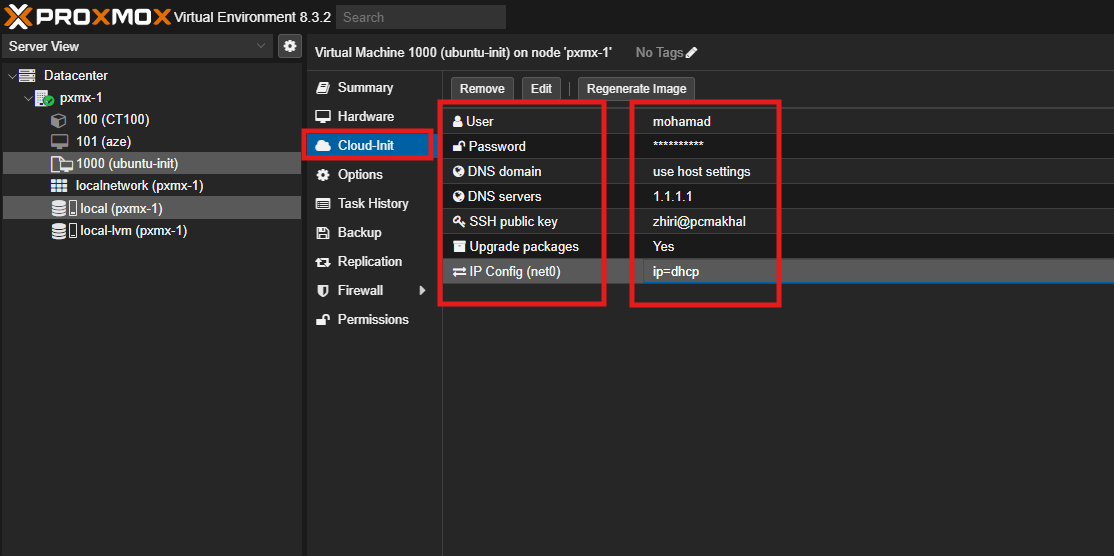 PROXMOX Virtual Environment 8.3.2 Search
Server View
Datacenter
pxmx-1
100 (CT100)
101 (aze)
1000 (ubuntu-init)
localnetwork (pxmx-1)
local (pxmx-1)
local-lvm (pxmx-1)
Virtual Machine 1000 (ubuntu-init) on node 'pxmx-1' No Tags
Summary
Hardware
Cloud-Init
Options
Task History
Backup
Replication
Firewall
Permissions
Remove Edit Regenerate Image
User mohamad
Password **********
DNS domain use host settings
DNS servers 1.1.1.1
SSH public key zhiri@pcmakhal
Upgrade packages Yes
IP Config (net0) ip=dhcp